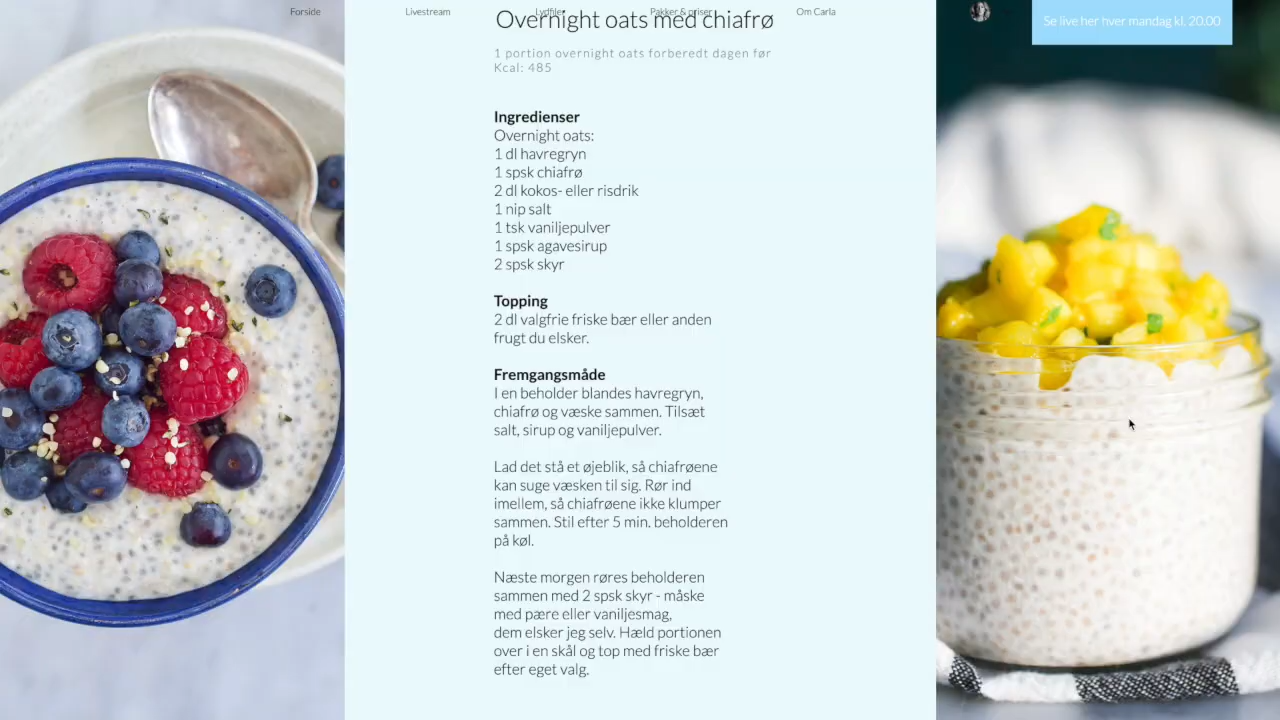 Forside
Livestream
Lydfiler
Pakker & priser
Om Carla
Se live her hver mandag kl. 20.00
Overnight oats med chiafrø
1 portion overnight oats forberedt dagen før
Kcal: 485
Ingredienser
Overnight oats:
1 dl havregryn
1 spsk chiafrø
2 dl kokos- eller risdrik
1 nip salt
1 tsk vaniljepulver
1 spsk agavesirup
2 spsk skyr
Topping
2 dl valgfrie friske bær eller anden
frugt du elsker.
Fremgangsmåde
I en beholder blandes havregryn,
chiafrø og væske sammen. Tilsæt
salt, sirup og vaniljepulver.
Lad det stå et øjeblik, så chiafrøene
kan suge væsken til sig. Rør ind
imellem, så chiafrøene ikke klumper
sammen. Stil efter 5 min. beholderen
på køl.
Næste morgen røres beholderen
sammen med 2 spsk skyr - måske
med pære eller vaniljesmag,
dem elsker jeg selv. Hæld portionen
over i en skål og top med friske bær
efter eget valg.